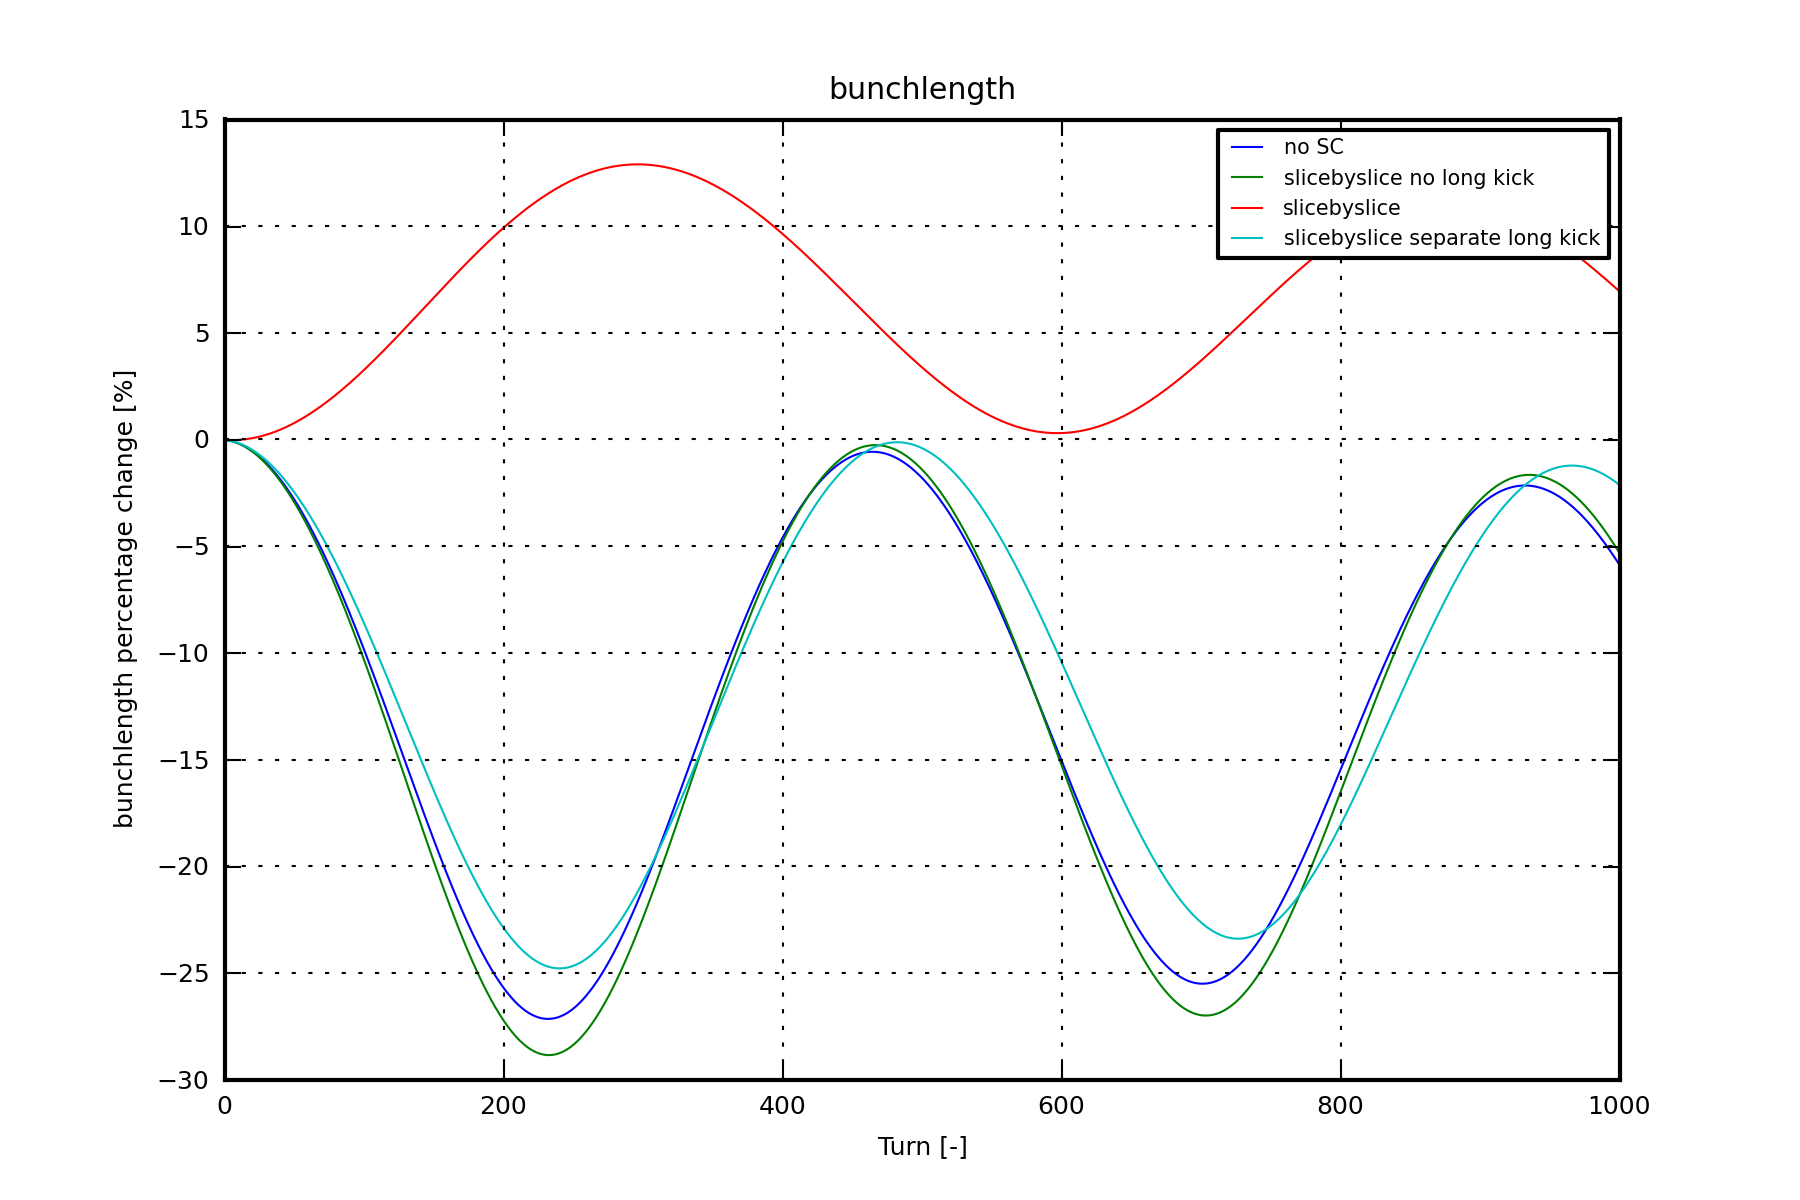 bunchlength
15
10
5
0
−5
−10
−15
−20
−25
−30
bunchlength percentage change [%]
no SC
slicebyslice no long kick
slicebyslice
slicebyslice separate long kick
0 200 400 600 800 1000
Turn [-]